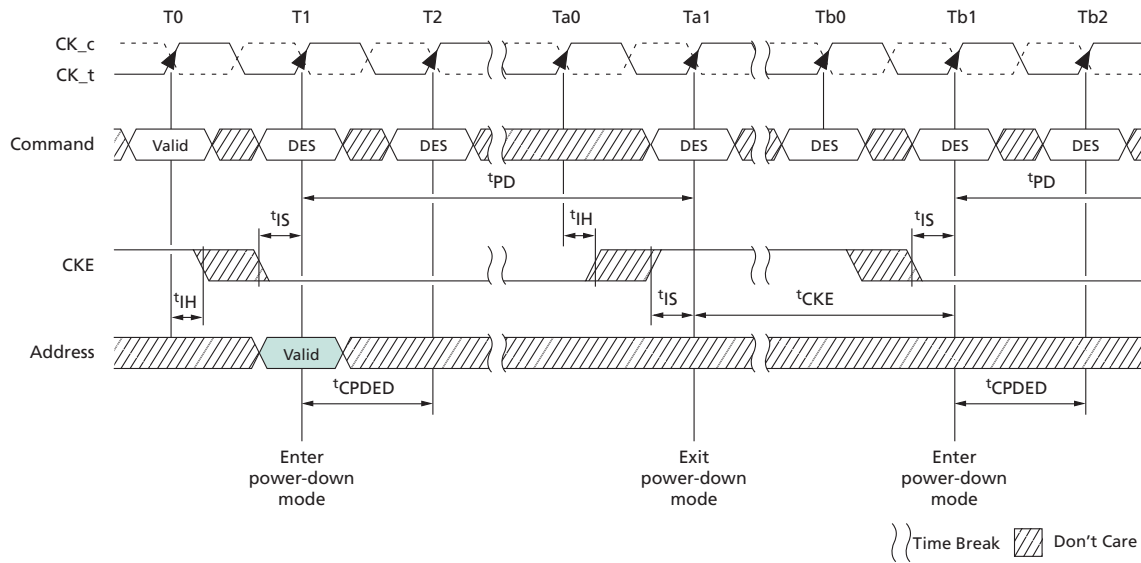 T0 T1 T2 Ta0 Ta1 Tb0 Tb1 Tb2
CK_c
CK_t
Command Valid DES DES DES DES DES DES
tPD tPD
tIS tIH tIS
CKE
tIH tIS tCKE
Address Valid
tCPDED tCPDED
Enter power-down mode
Exit power-down mode
Enter power-down mode
Time Break Don't Care